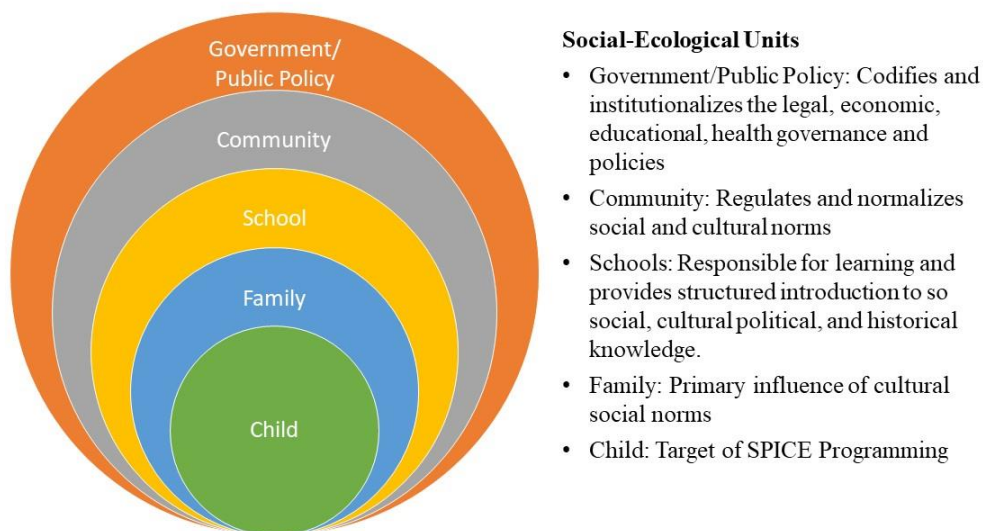 Government/
Public Policy
Community
School
Family
Child
Social-Ecological Units
• Government/Public Policy: Codifies and
institutionalizes the legal, economic,
educational, health governance and
policies
• Community: Regulates and normalizes
social and cultural norms
• Schools: Responsible for learning and
provides structured introduction to so
social, cultural political, and historical
knowledge.
• Family: Primary influence of cultural
social norms
• Child: Target of SPICE Programming